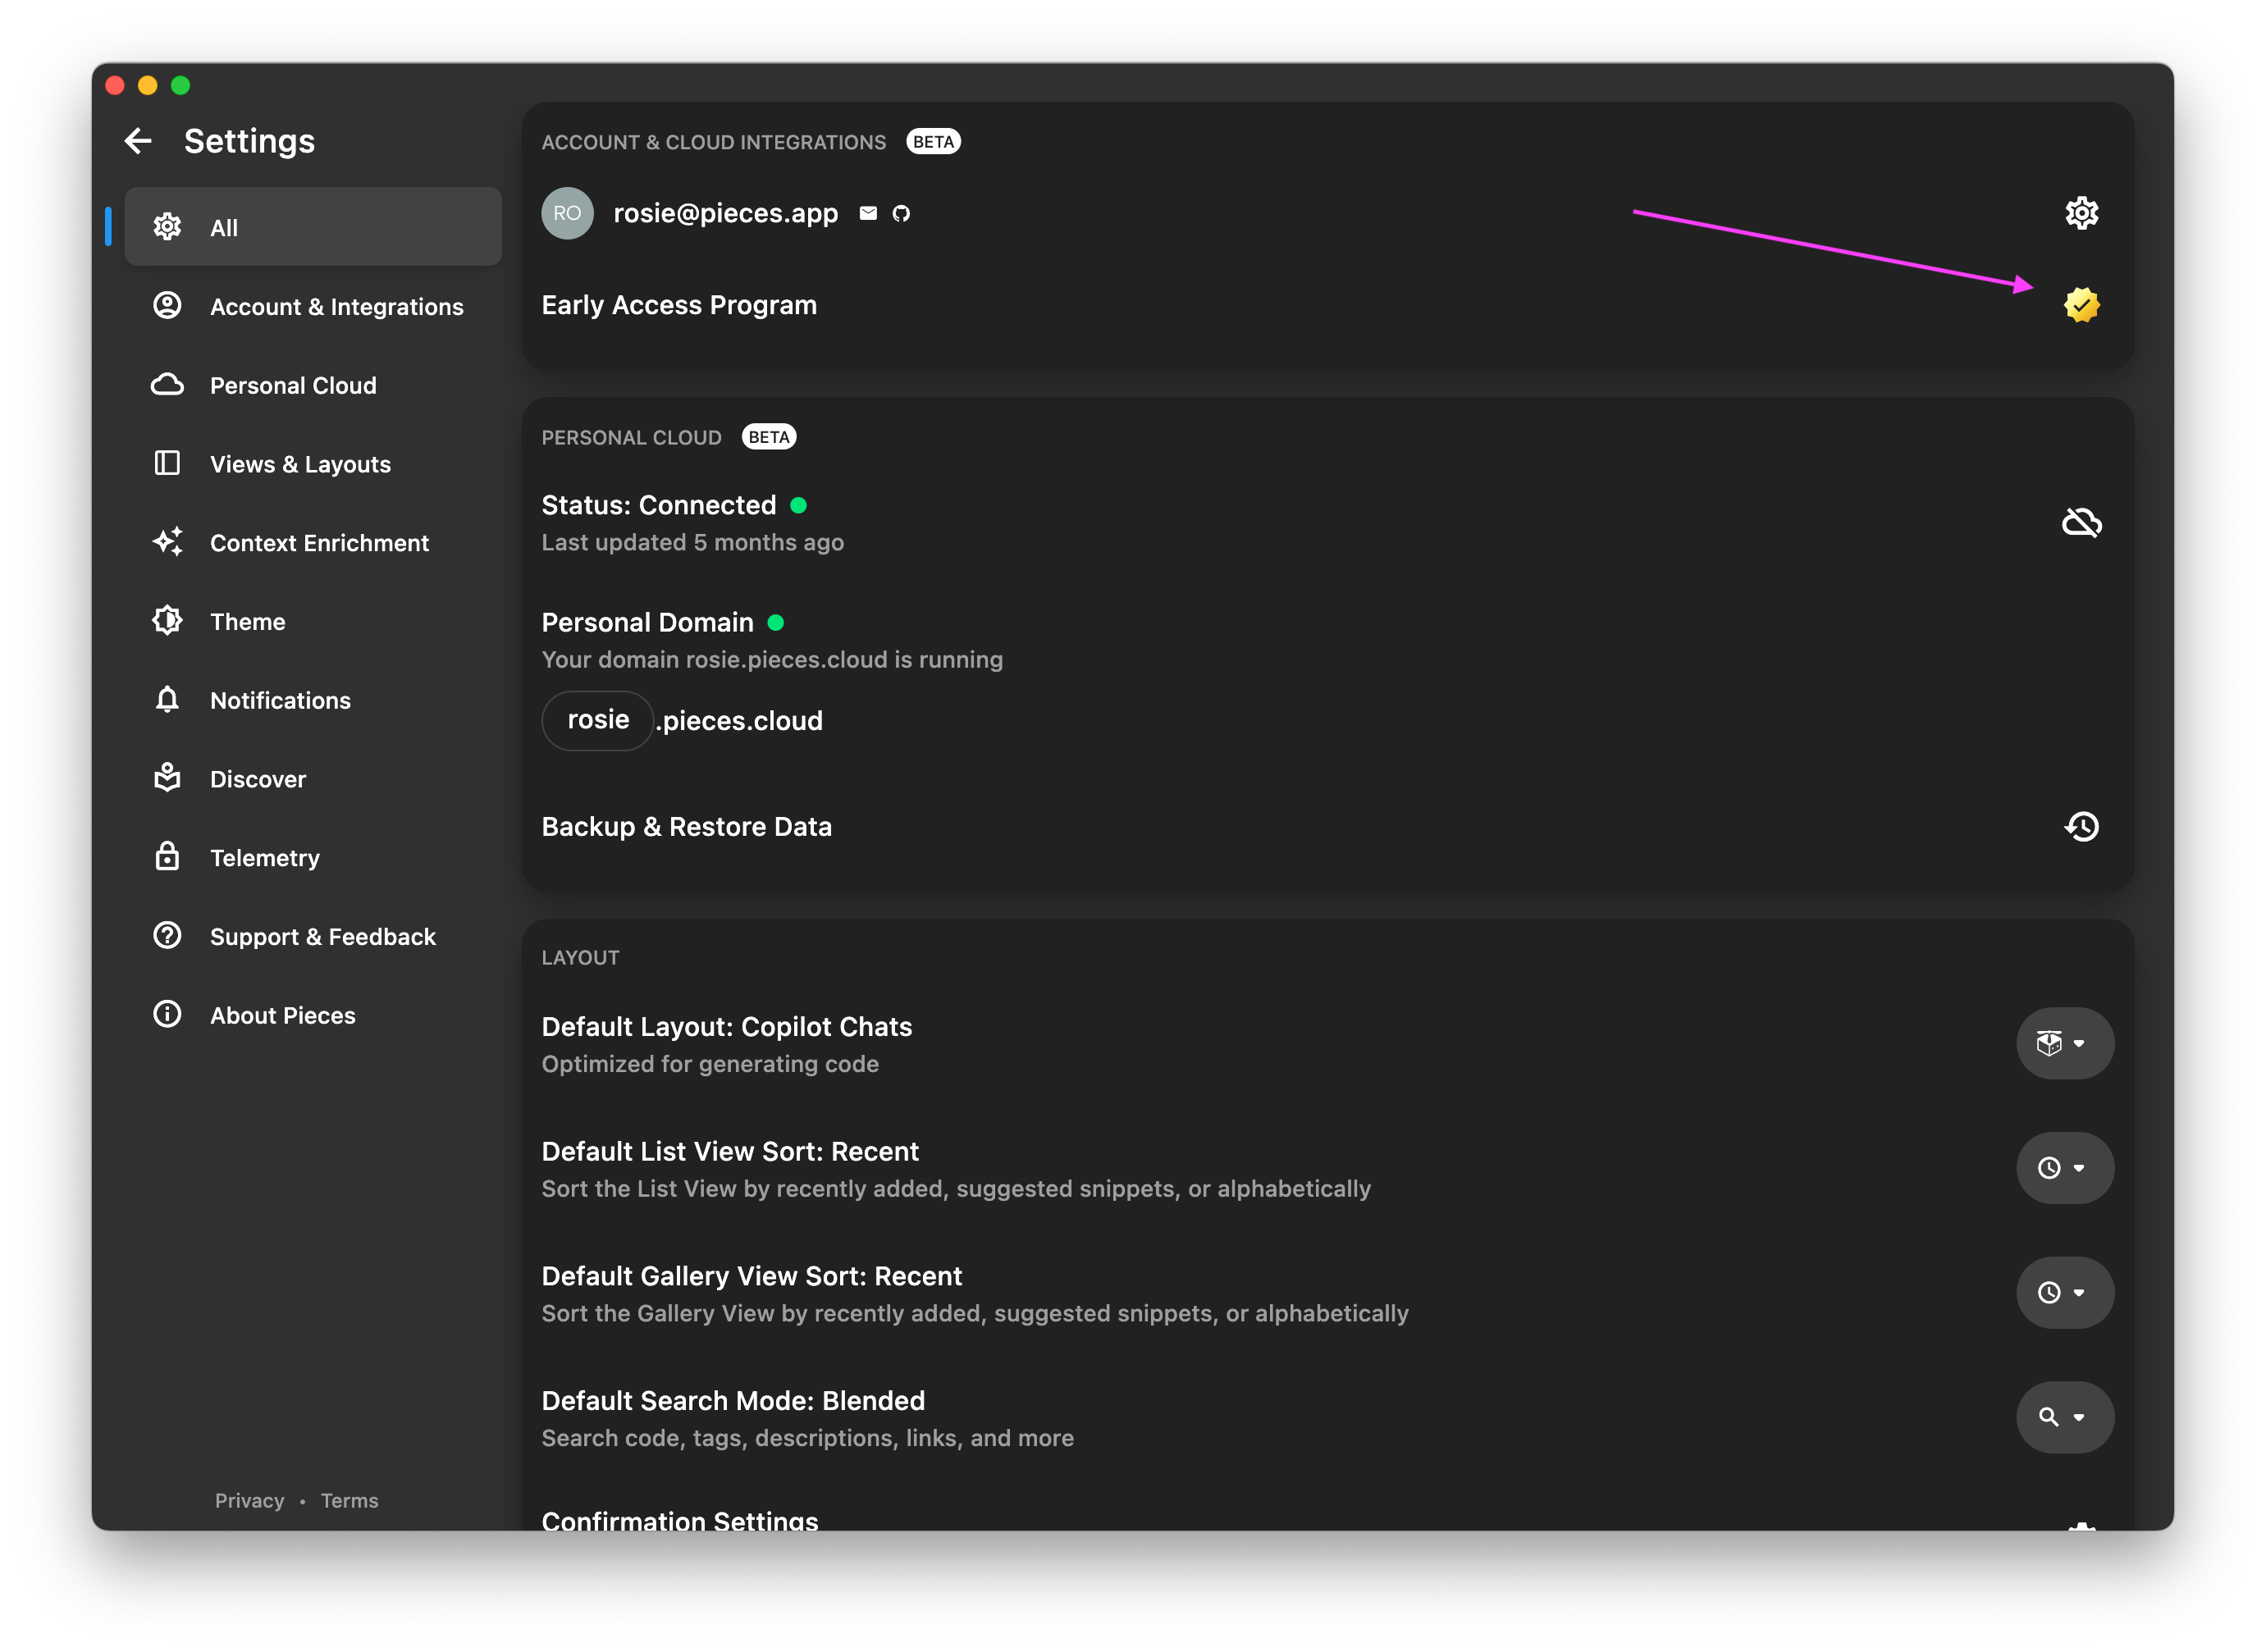 Settings
All
Account & Integrations
Personal Cloud
Views & Layouts
Context Enrichment
Theme
Notifications
Discover
Telemetry
Support & Feedback
About Pieces
Privacy • Terms
ACCOUNT & CLOUD INTEGRATIONS BETA
RO rosie@pieces.app
Early Access Program
PERSONAL CLOUD BETA
Status: Connected
Last updated 5 months ago
Personal Domain
Your domain rosie.pieces.cloud is running
rosie .pieces.cloud
Backup & Restore Data
LAYOUT
Default Layout: Copilot Chats
Optimized for generating code
Default List View Sort: Recent
Sort the List View by recently added, suggested snippets, or alphabetically
Default Gallery View Sort: Recent
Sort the Gallery View by recently added, suggested snippets, or alphabetically
Default Search Mode: Blended
Search code, tags, descriptions, links, and more
Confirmation Settings